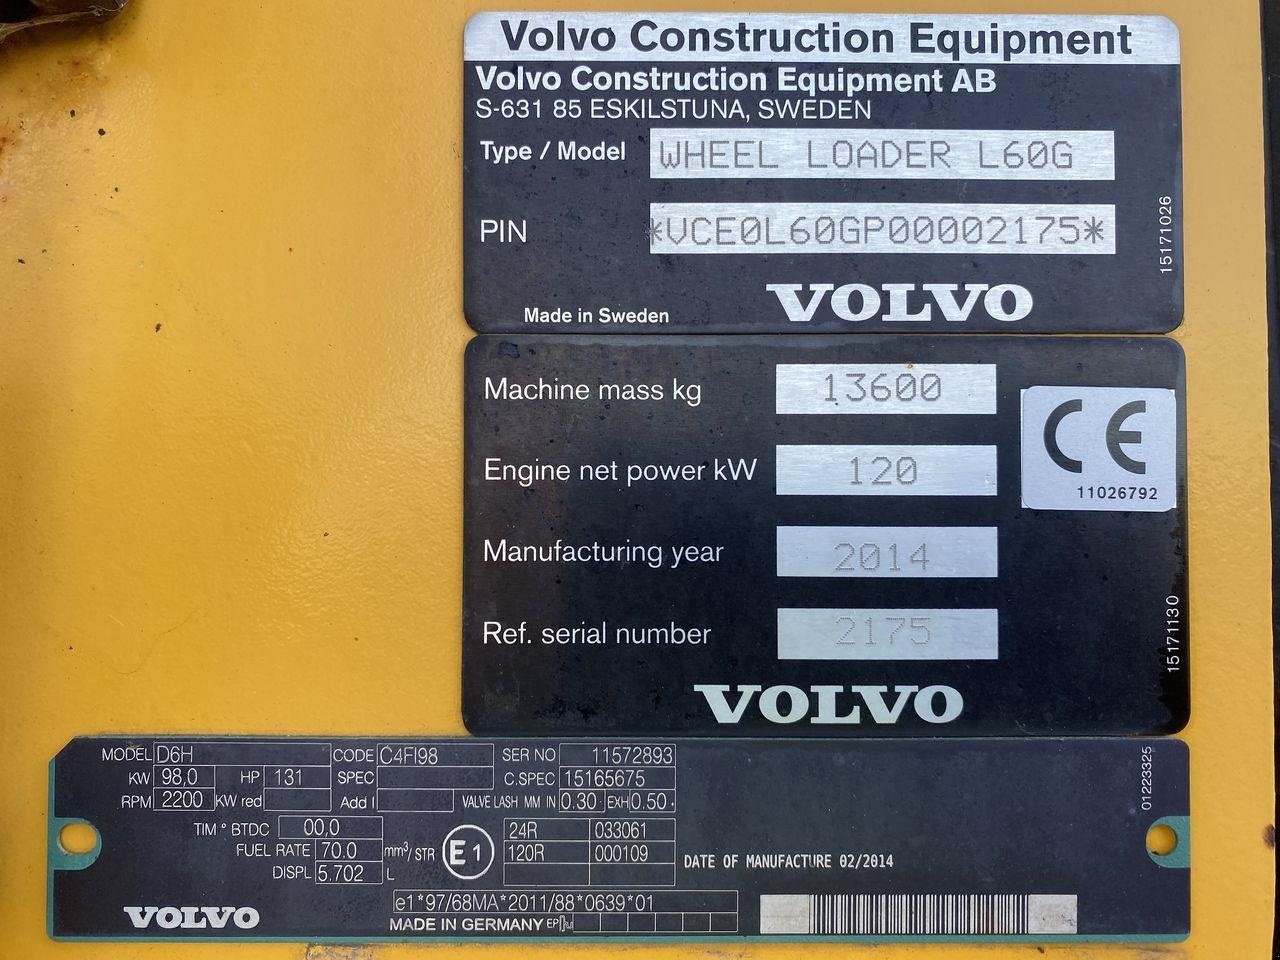 Volvo Construction Equipment
Volvo Construction Equipment AB
S-631 85 ESKILSTUNA, SWEDEN
Type / Model WHEEL LOADER L60G
PIN *VCE0L60GP00002175*
15171026
Made in Sweden VOLVO
Machine mass kg 13600
CE
11026792
Engine net power kW 120
Manufacturing year 2014
Ref. serial number 2175
15171130
VOLVO
MODEL D6H CODE C4FI98 SER NO 11572893
KW 98,0 HP 131 SPEC C.SPEC 15165675
RPM 2200 KW red Add I VALVE LASH MM IN 0.30 EXH 0.50
01223325
TIM ° BTDC 00,0 24R 033061
FUEL RATE 70.0 mm³/STR E1 120R 000109
DISPL 5.702 L
DATE OF MANUFACTURE 02/2014
e1*97/68MA*2011/88*0639*01
VOLVO MADE IN GERMANY